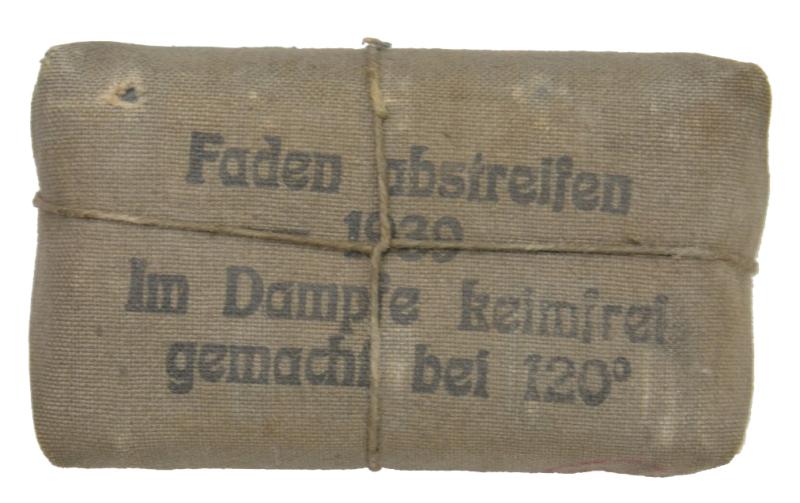 Faden abstreifen
— 1939
Im Dampfe keimfrei
gemacht bei 120°